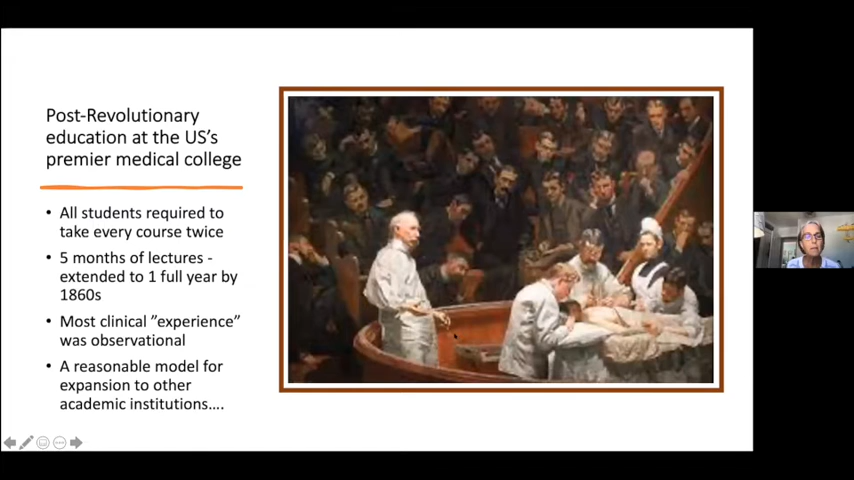 Post-Revolutionary
education at the US's
premier medical college
• All students required to
take every course twice
• 5 months of lectures -
extended to 1 full year by
1860s
• Most clinical "experience"
was observational
• A reasonable model for
expansion to other
academic institutions....